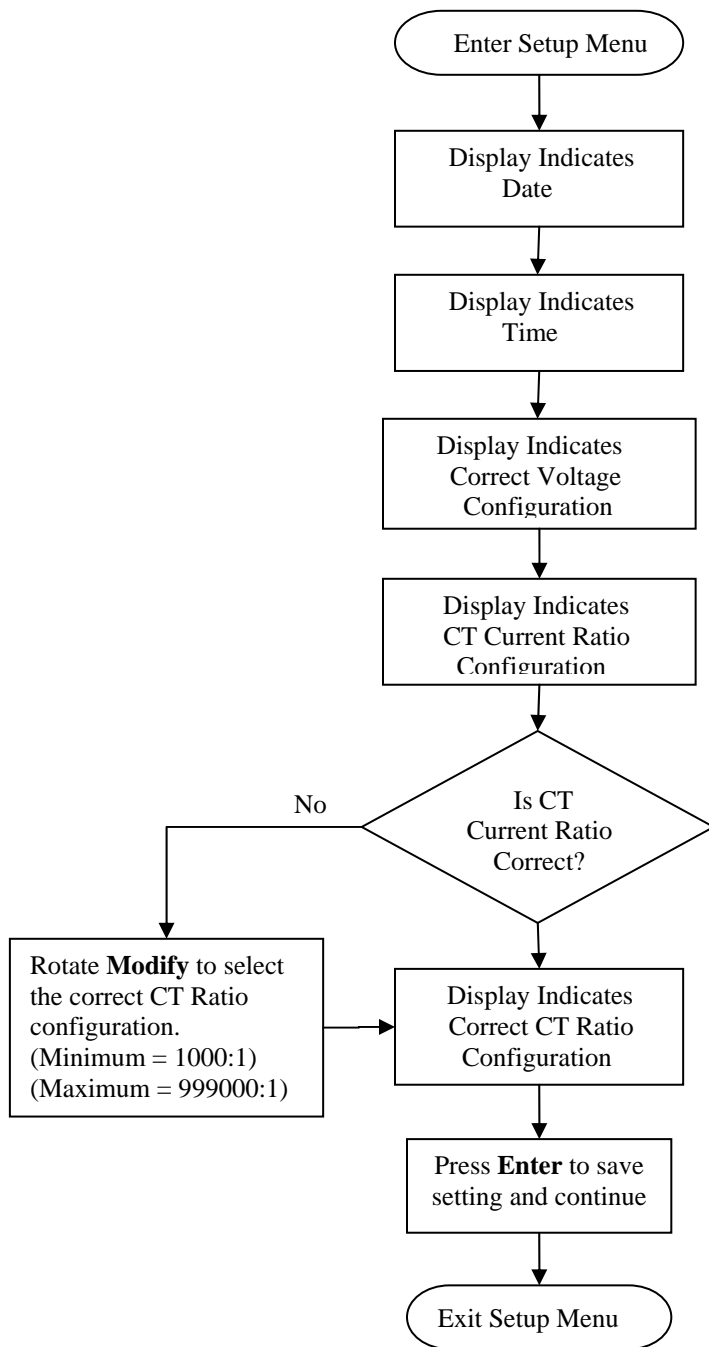 Enter Setup Menu
Display Indicates
Date
Display Indicates
Time
Display Indicates
Correct Voltage
Configuration
Display Indicates
CT Current Ratio
Configuration
Is CT
Current Ratio
Correct?
No
Rotate Modify to select
the correct CT Ratio
configuration.
(Minimum = 1000:1)
(Maximum = 999000:1)
Display Indicates
Correct CT Ratio
Configuration
Press Enter to save
setting and continue
Exit Setup Menu